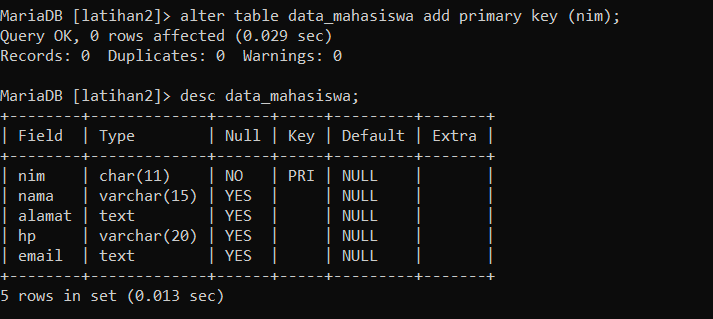 MariaDB [latihan2]> alter table data_mahasiswa add primary key (nim);
Query OK, 0 rows affected (0.029 sec)
Records: 0  Duplicates: 0  Warnings: 0

MariaDB [latihan2]> desc data_mahasiswa;
+--------+-------------+------+-----+---------+-------+
| Field  | Type        | Null | Key | Default | Extra |
+--------+-------------+------+-----+---------+-------+
| nim    | char(11)    | NO   | PRI | NULL    |       |
| nama   | varchar(15) | YES  |     | NULL    |       |
| alamat | text        | YES  |     | NULL    |       |
| hp     | varchar(20) | YES  |     | NULL    |       |
| email  | text        | YES  |     | NULL    |       |
+--------+-------------+------+-----+---------+-------+
5 rows in set (0.013 sec)